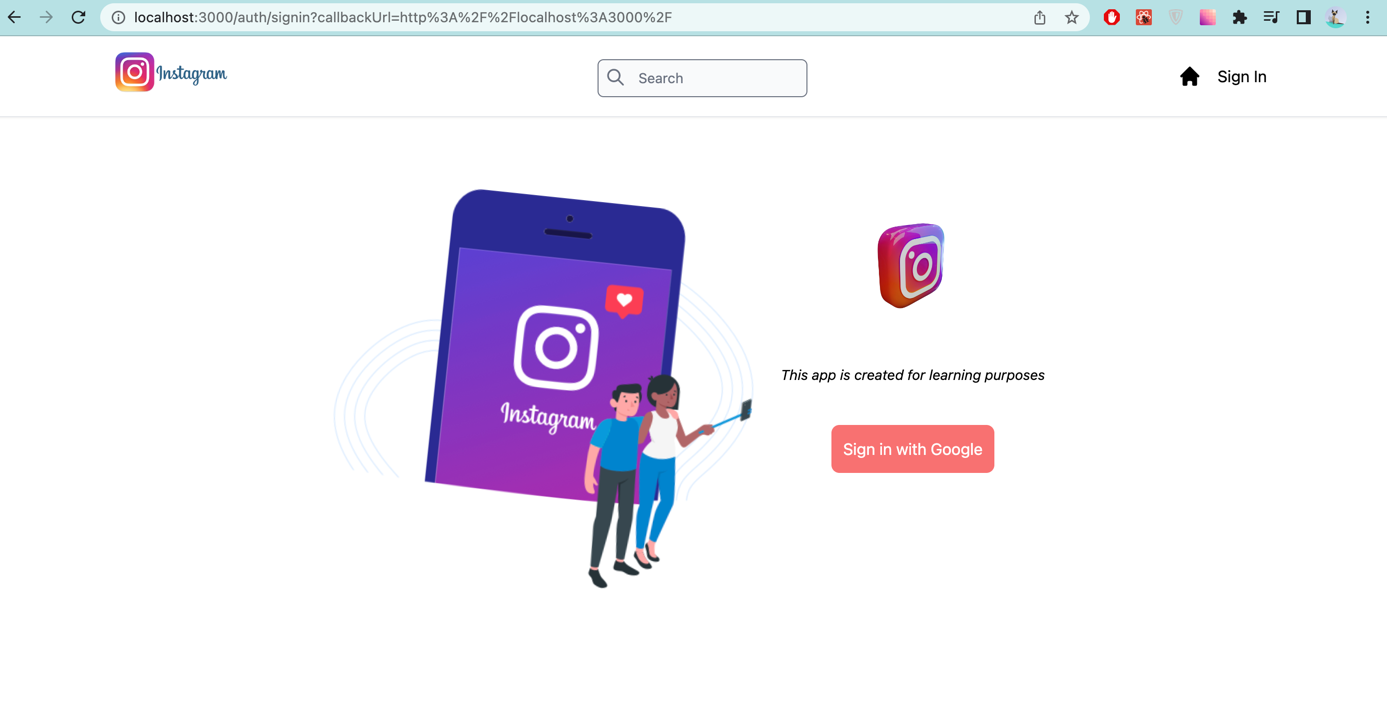 localhost:3000/auth/signin?callbackUrl=http%3A%2F%2Flocalhost%3A3000%2F
Instagram
Search
Sign In
Instagram
This app is created for learning purposes
Sign in with Google